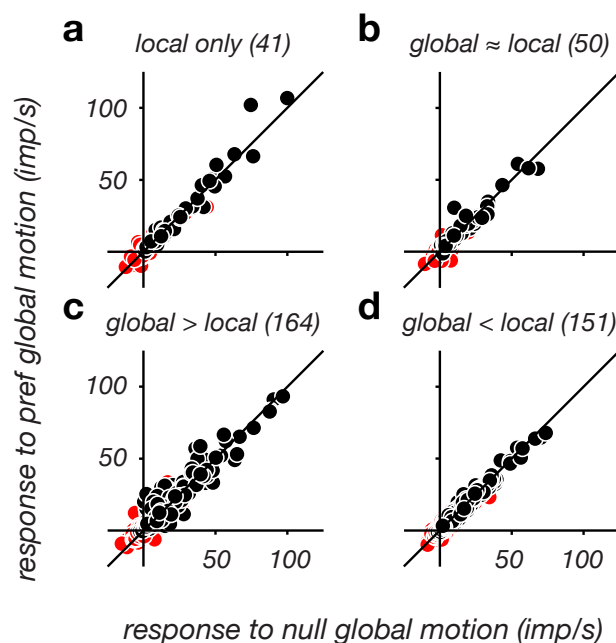 a
local only (41)
b
global ≈ local (50)
100
50
c
global > local (164)
d
global < local (151)
100
50
50
100
50
100
response to pref global motion (imp/s)
response to null global motion (imp/s)